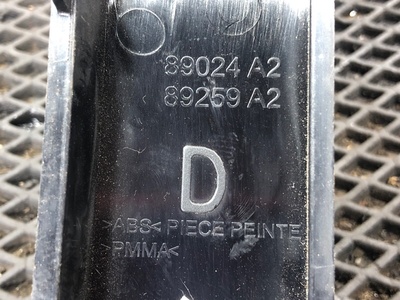 89024 A2
89259 A2
D
>ABS< PIECE PEINTE
>PMMA<